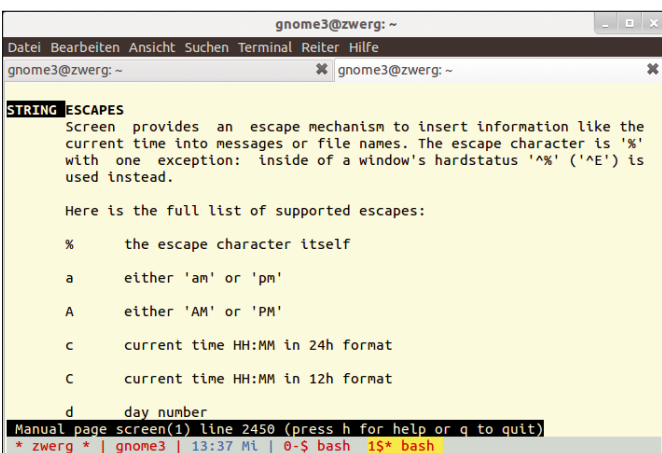 gnome3@zwerg: ~
Datei Bearbeiten Ansicht Suchen Terminal Reiter Hilfe
gnome3@zwerg: ~ gnome3@zwerg: ~
STRING ESCAPES
Screen provides an escape mechanism to insert information like the
current time into messages or file names. The escape character is '%'
with one exception: inside of a window's hardstatus '^%' ('^E') is
used instead.
Here is the full list of supported escapes:
% the escape character itself
a either 'am' or 'pm'
A either 'AM' or 'PM'
c current time HH:MM in 24h format
C current time HH:MM in 12h format
d day number
Manual page screen(1) line 2450 (press h for help or q to quit)
* zwerg * | gnome3 | 13:37 Mi | 0-$ bash 1$* bash